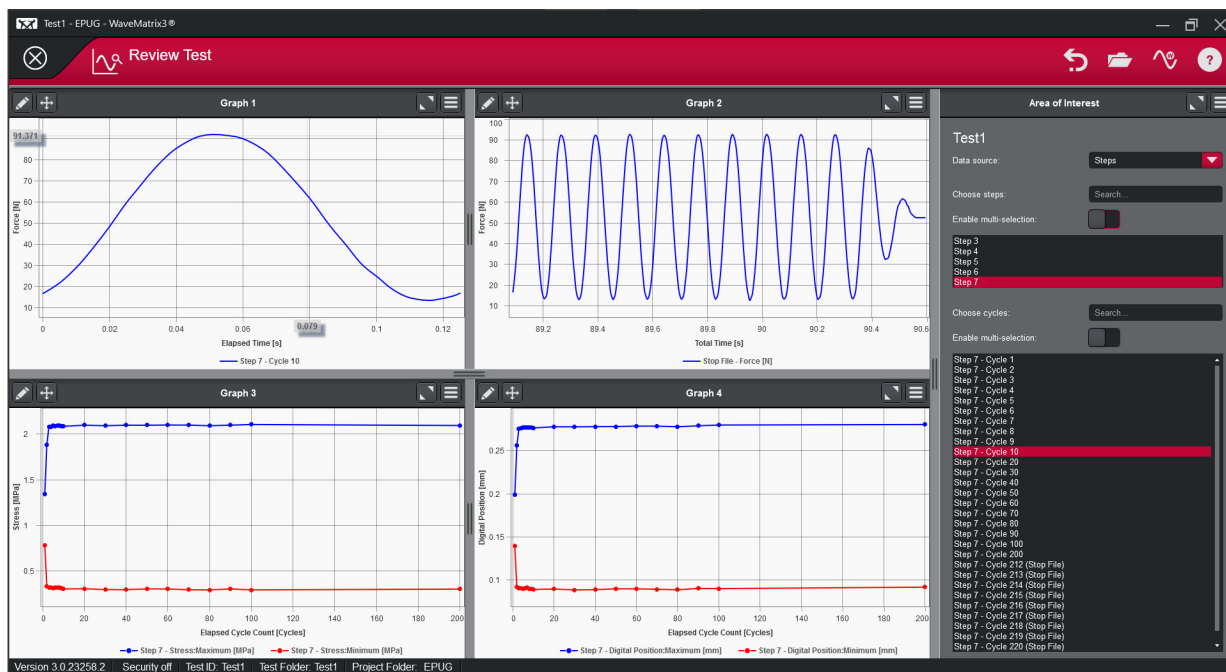 Test1 - EPUG - WaveMatrix3®
Review Test
?
Graph 1
91.371
80
70
60
50
40
30
20
10
Force [N]
0
0.02
0.04
0.06
0.079
0.1
0.12
Elapsed Time [s]
Step 7 - Cycle 10
Graph 2
100
90
80
70
60
50
40
30
20
10
Force [N]
89.2
89.4
89.6
89.8
90
90.2
90.4
90.6
Total Time [s]
Stop File - Force [N]
Graph 3
2
1.5
1
0.5
Stress [MPa]
0 20 40 60 80 100 120 140 160 180 200
Elapsed Cycle Count [Cycles]
Step 7 - Stress:Maximum [MPa] Step 7 - Stress:Minimum [MPa]
Graph 4
0.25
0.2
0.15
0.1
Digital Position [mm]
0 20 40 60 80 100 120 140 160 180 200
Elapsed Cycle Count [Cycles]
Step 7 - Digital Position:Maximum [mm] Step 7 - Digital Position:Minimum [mm]
Area of Interest
Test1
Data source: Steps
Choose steps: Search...
Enable multi-selection:
Step 3
Step 4
Step 5
Step 6
Step 7
Choose cycles: Search...
Enable multi-selection:
Step 7 - Cycle 1
Step 7 - Cycle 2
Step 7 - Cycle 3
Step 7 - Cycle 4
Step 7 - Cycle 5
Step 7 - Cycle 6
Step 7 - Cycle 7
Step 7 - Cycle 8
Step 7 - Cycle 9
Step 7 - Cycle 10
Step 7 - Cycle 20
Step 7 - Cycle 30
Step 7 - Cycle 40
Step 7 - Cycle 50
Step 7 - Cycle 60
Step 7 - Cycle 70
Step 7 - Cycle 80
Step 7 - Cycle 90
Step 7 - Cycle 100
Step 7 - Cycle 200
Step 7 - Cycle 212 (Stop File)
Step 7 - Cycle 213 (Stop File)
Step 7 - Cycle 214 (Stop File)
Step 7 - Cycle 215 (Stop File)
Step 7 - Cycle 216 (Stop File)
Step 7 - Cycle 217 (Stop File)
Step 7 - Cycle 218 (Stop File)
Step 7 - Cycle 219 (Stop File)
Step 7 - Cycle 220 (Stop File)
Version 3.0.23258.2 Security off Test ID: Test1 Test Folder: Test1 Project Folder: EPUG